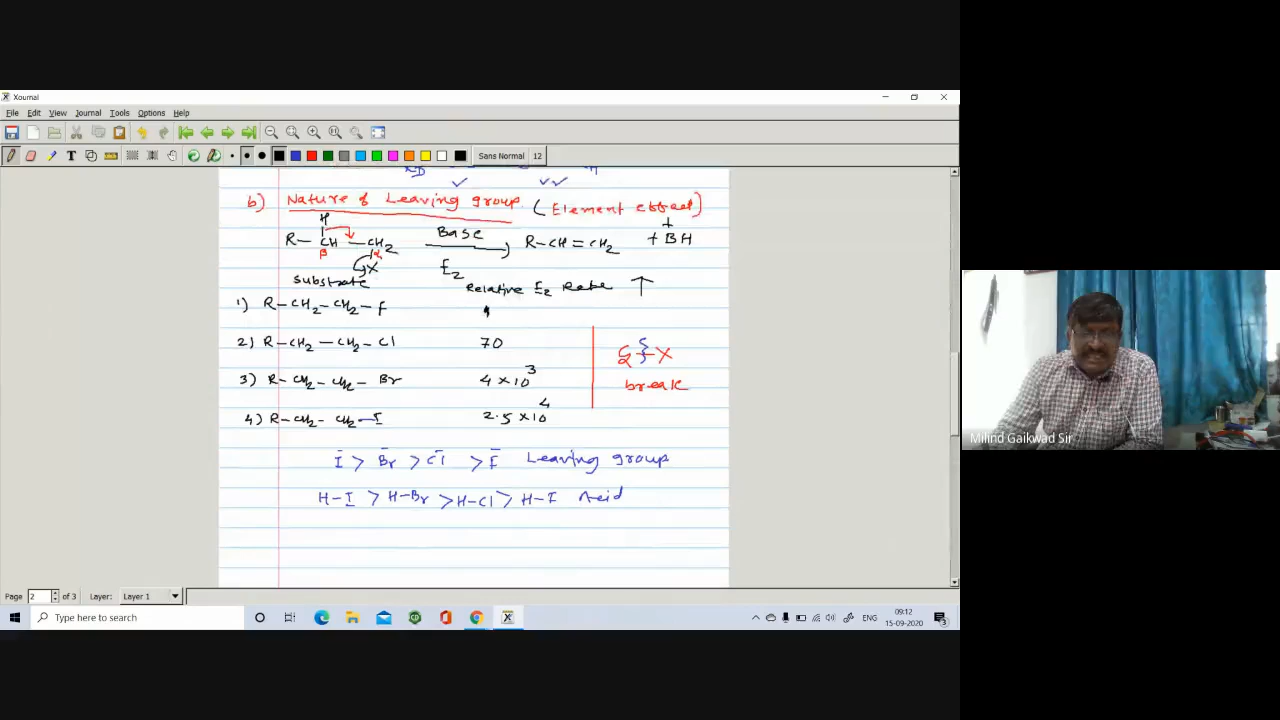 Xournal
File Edit View Journal Tools Options Help
Sans Normal 12
b) Nature of Leaving group (Element effect)
H
R-CH-CH2 Base R-CH=CH2 + BH
+
β α
X
E2
Substrate Relative E2 Rate ↑
1) R-CH2-CH2-F 1
2) R-CH2-CH2-Cl 70
3) R-CH2-CH2-Br 4×10^3
4) R-CH2-CH2-I 2.5×10^4
C-X
α
break
I⁻ > Br⁻ > Cl⁻ > F⁻ Leaving group
H-I > H-Br > H-Cl > H-I Acid
Milind Gaikwad Sir
Page 2 of 3 Layer: Layer 1
Type here to search
ENG
09:12
15-09-2020
3